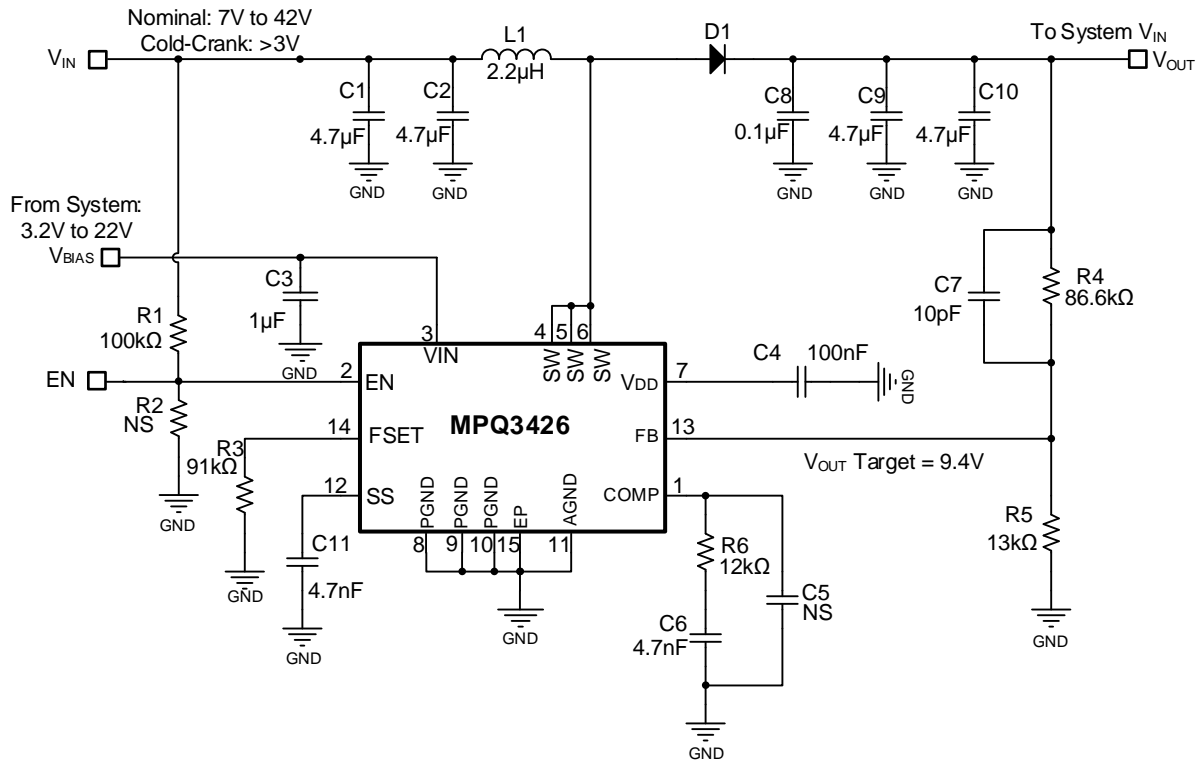 Nominal: 7V to 42V
Cold-Crank: >3V
VIN
L1
2.2µH
D1
To System VIN
VOUT
C1
4.7µF
GND
C2
4.7µF
GND
C8
0.1µF
GND
C9
4.7µF
GND
C10
4.7µF
GND
From System:
3.2V to 22V
VBIAS
C3
1µF
GND
R1
100kΩ
EN
R2
NS
GND
R3
91kΩ
GND
C11
4.7nF
GND
3
VIN
4
5
6
SW
SW
SW
2
EN
14
FSET
12
SS
MPQ3426
VDD
7
FB
13
COMP
1
PGND
PGND
PGND
EP
AGND
8
9
10
15
11
GND
C4
100nF
GND
C7
10pF
R4
86.6kΩ
VOUT Target = 9.4V
R5
13kΩ
GND
R6
12kΩ
C6
4.7nF
C5
NS
GND